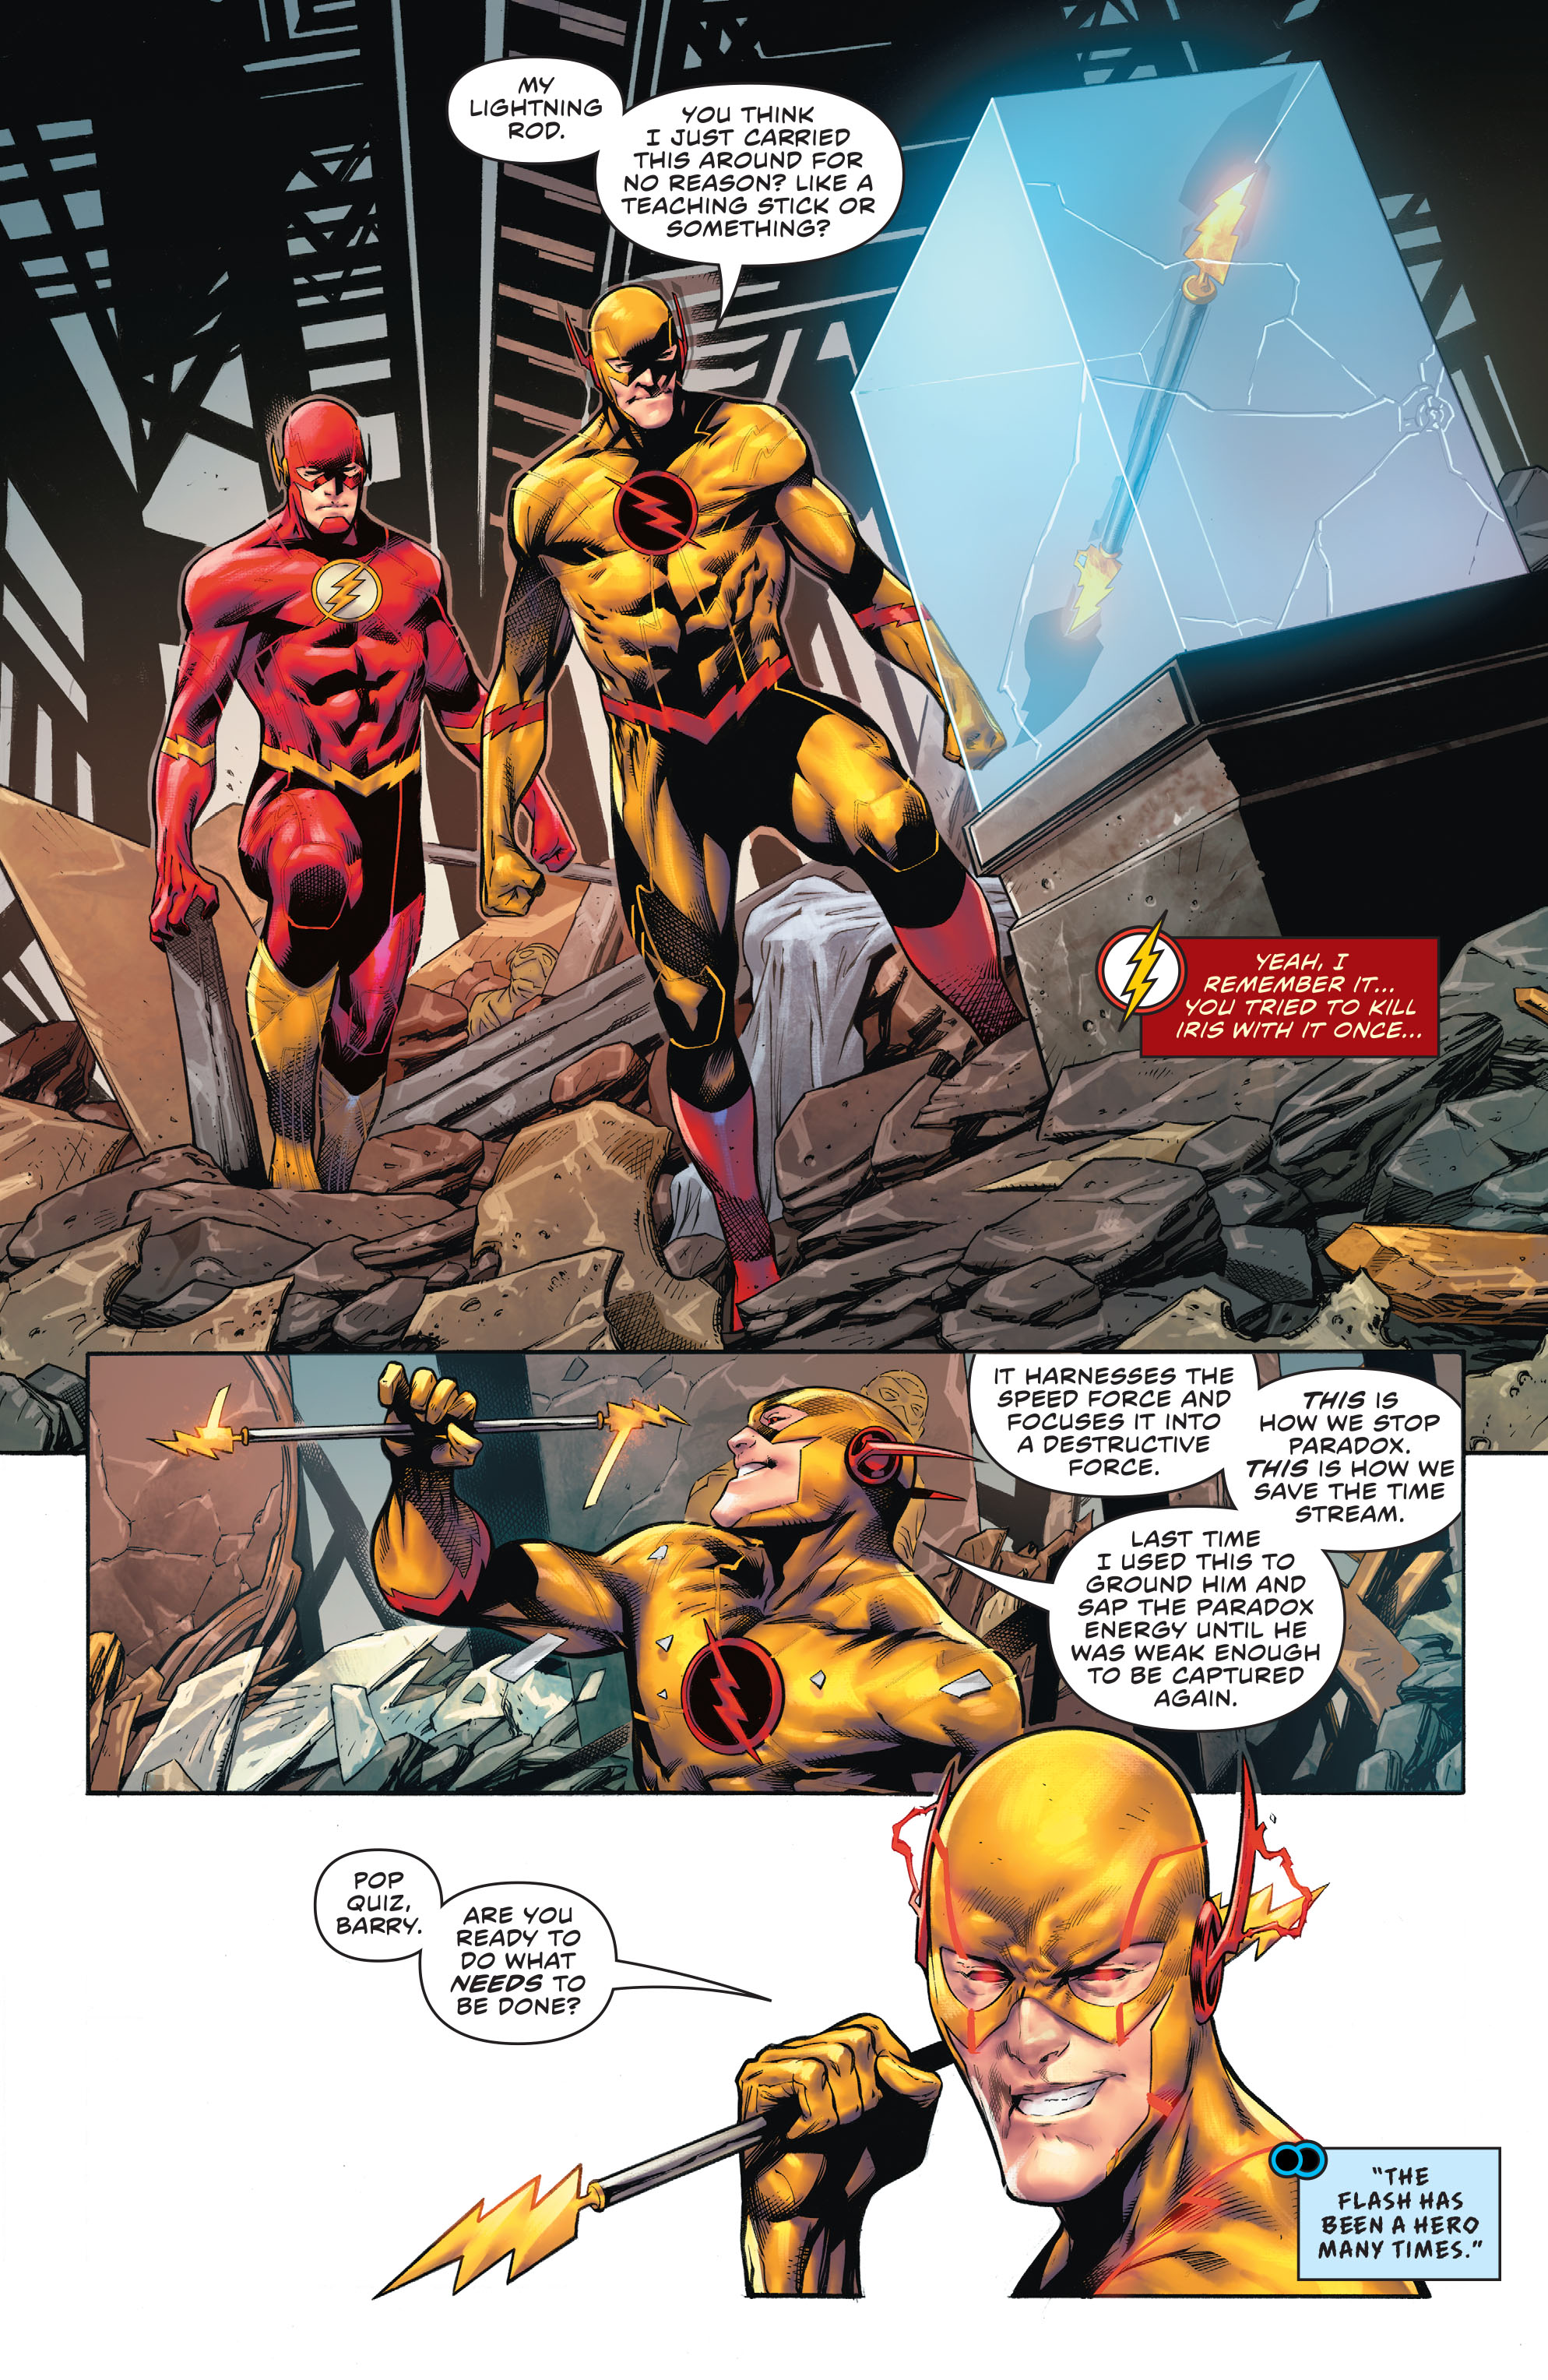 MY
LIGHTNING
ROD.
YOU THINK
I JUST CARRIED
THIS AROUND FOR
NO REASON? LIKE A
TEACHING STICK OR
SOMETHING?
YEAH, I
REMEMBER IT...
YOU TRIED TO KILL
IRIS WITH IT ONCE...
IT HARNESSES THE
SPEED FORCE AND
FOCUSES IT INTO
A DESTRUCTIVE
FORCE.
THIS IS
HOW WE STOP
PARADOX.
THIS IS HOW WE
SAVE THE TIME
STREAM.
LAST TIME
I USED THIS TO
GROUND HIM AND
SAP THE PARADOX
ENERGY UNTIL HE
WAS WEAK ENOUGH
TO BE CAPTURED
AGAIN.
POP
QUIZ,
BARRY.
ARE YOU
READY TO
DO WHAT
NEEDS TO
BE DONE?
"THE
FLASH HAS
BEEN A HERO
MANY TIMES."